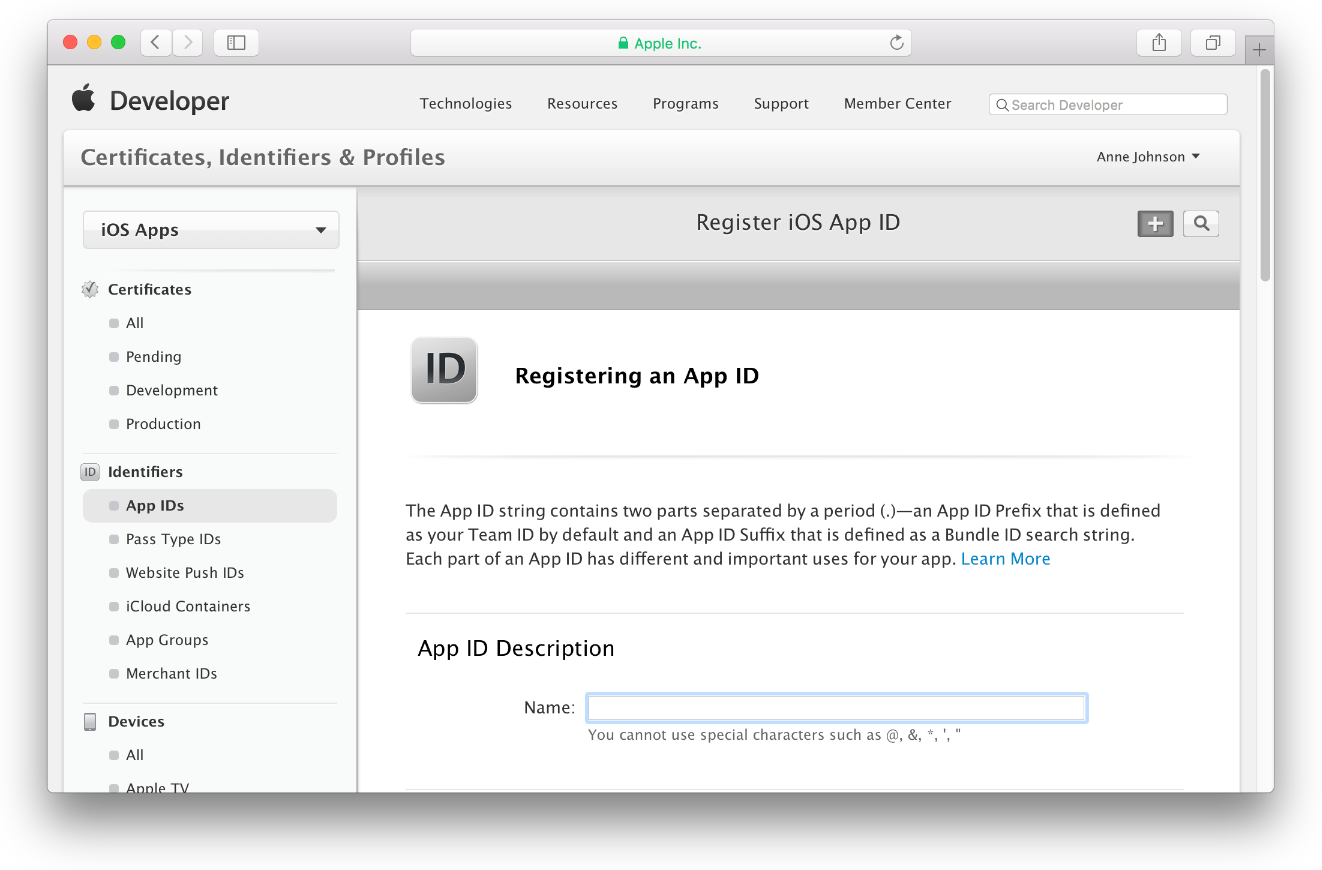 Apple Inc.
Developer
Technologies
Resources
Programs
Support
Member Center
Search Developer
Certificates, Identifiers & Profiles
Anne Johnson
iOS Apps
Register iOS App ID
Certificates
All
Pending
Development
Production
ID Identifiers
App IDs
Pass Type IDs
Website Push IDs
iCloud Containers
App Groups
Merchant IDs
Devices
All
Apple TV
ID
Registering an App ID
The App ID string contains two parts separated by a period (.)—an App ID Prefix that is defined
as your Team ID by default and an App ID Suffix that is defined as a Bundle ID search string.
Each part of an App ID has different and important uses for your app. Learn More
App ID Description
Name:
You cannot use special characters such as @, &, *, ', "